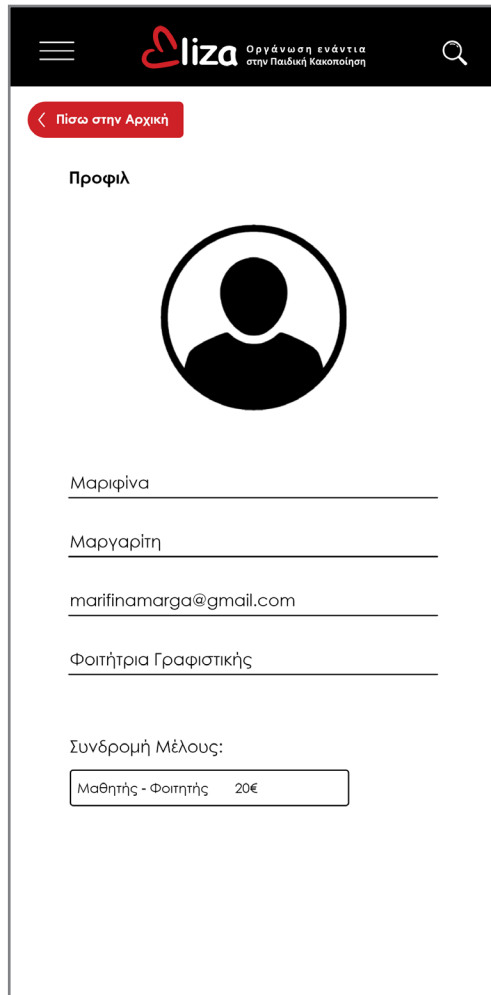 eliza Οργάνωση ενάντια
στην Παιδική Κακοποίηση
Πίσω στην Αρχική
Προφιλ
Μαριφίνα
Μαργαρίτη
marifinamarga@gmail.com
Φοιτήτρια Γραφιστικής
Συνδρομή Μέλους:
Μαθητής - Φοιτητής 20€